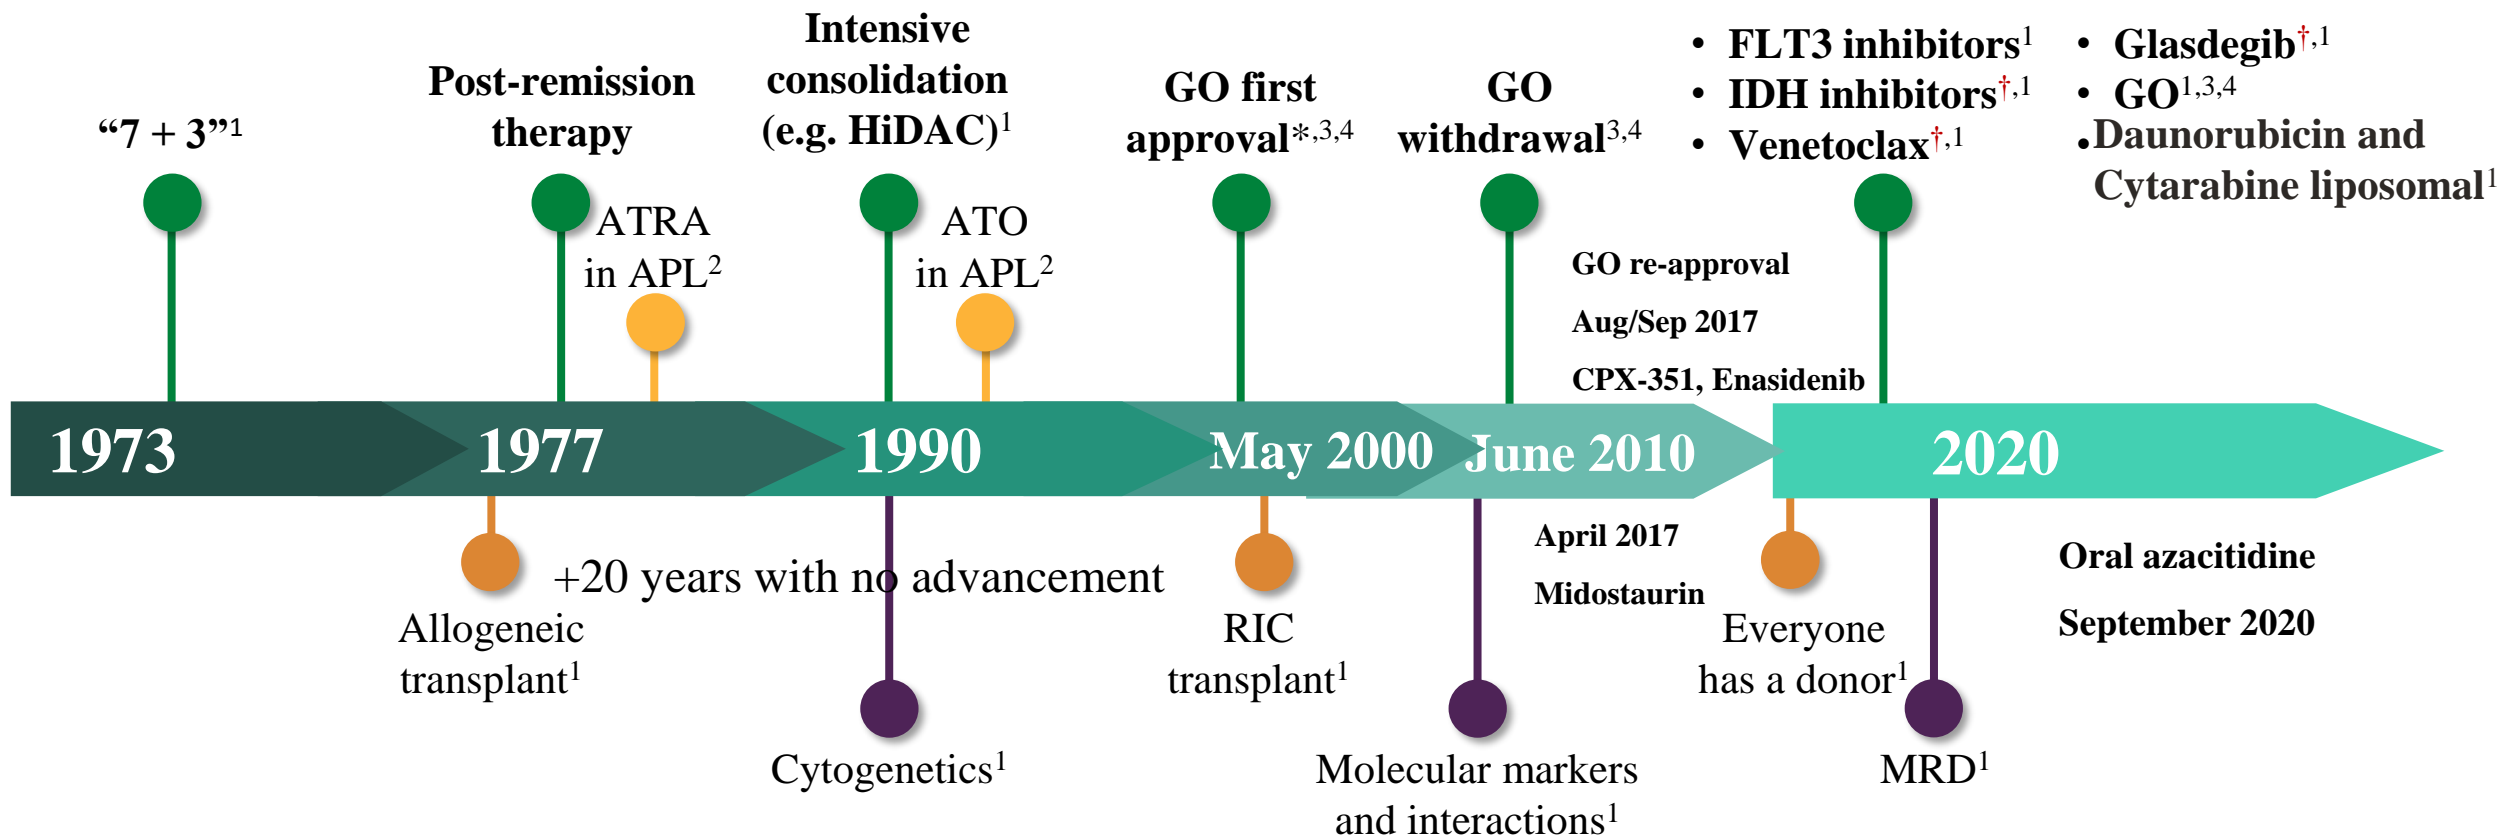 “7 + 3”1
Post-remission
therapy
Intensive
consolidation
(e.g. HiDAC)1
GO first
approval*,3,4
GO
withdrawal3,4
• FLT3 inhibitors1
• IDH inhibitors†,1
• Venetoclax†,1
• Glasdegib†,1
• GO1,3,4
• Daunorubicin and
Cytarabine liposomal1
ATRA
in APL2
ATO
in APL2
GO re-approval
Aug/Sep 2017
CPX-351, Enasidenib
1973
1977
1990
May 2000
June 2010
2020
+20 years with no advancement
Allogeneic
transplant1
Cytogenetics1
RIC
transplant1
April 2017
Midostaurin
Molecular markers
and interactions1
Everyone
has a donor1
MRD1
Oral azacitidine
September 2020